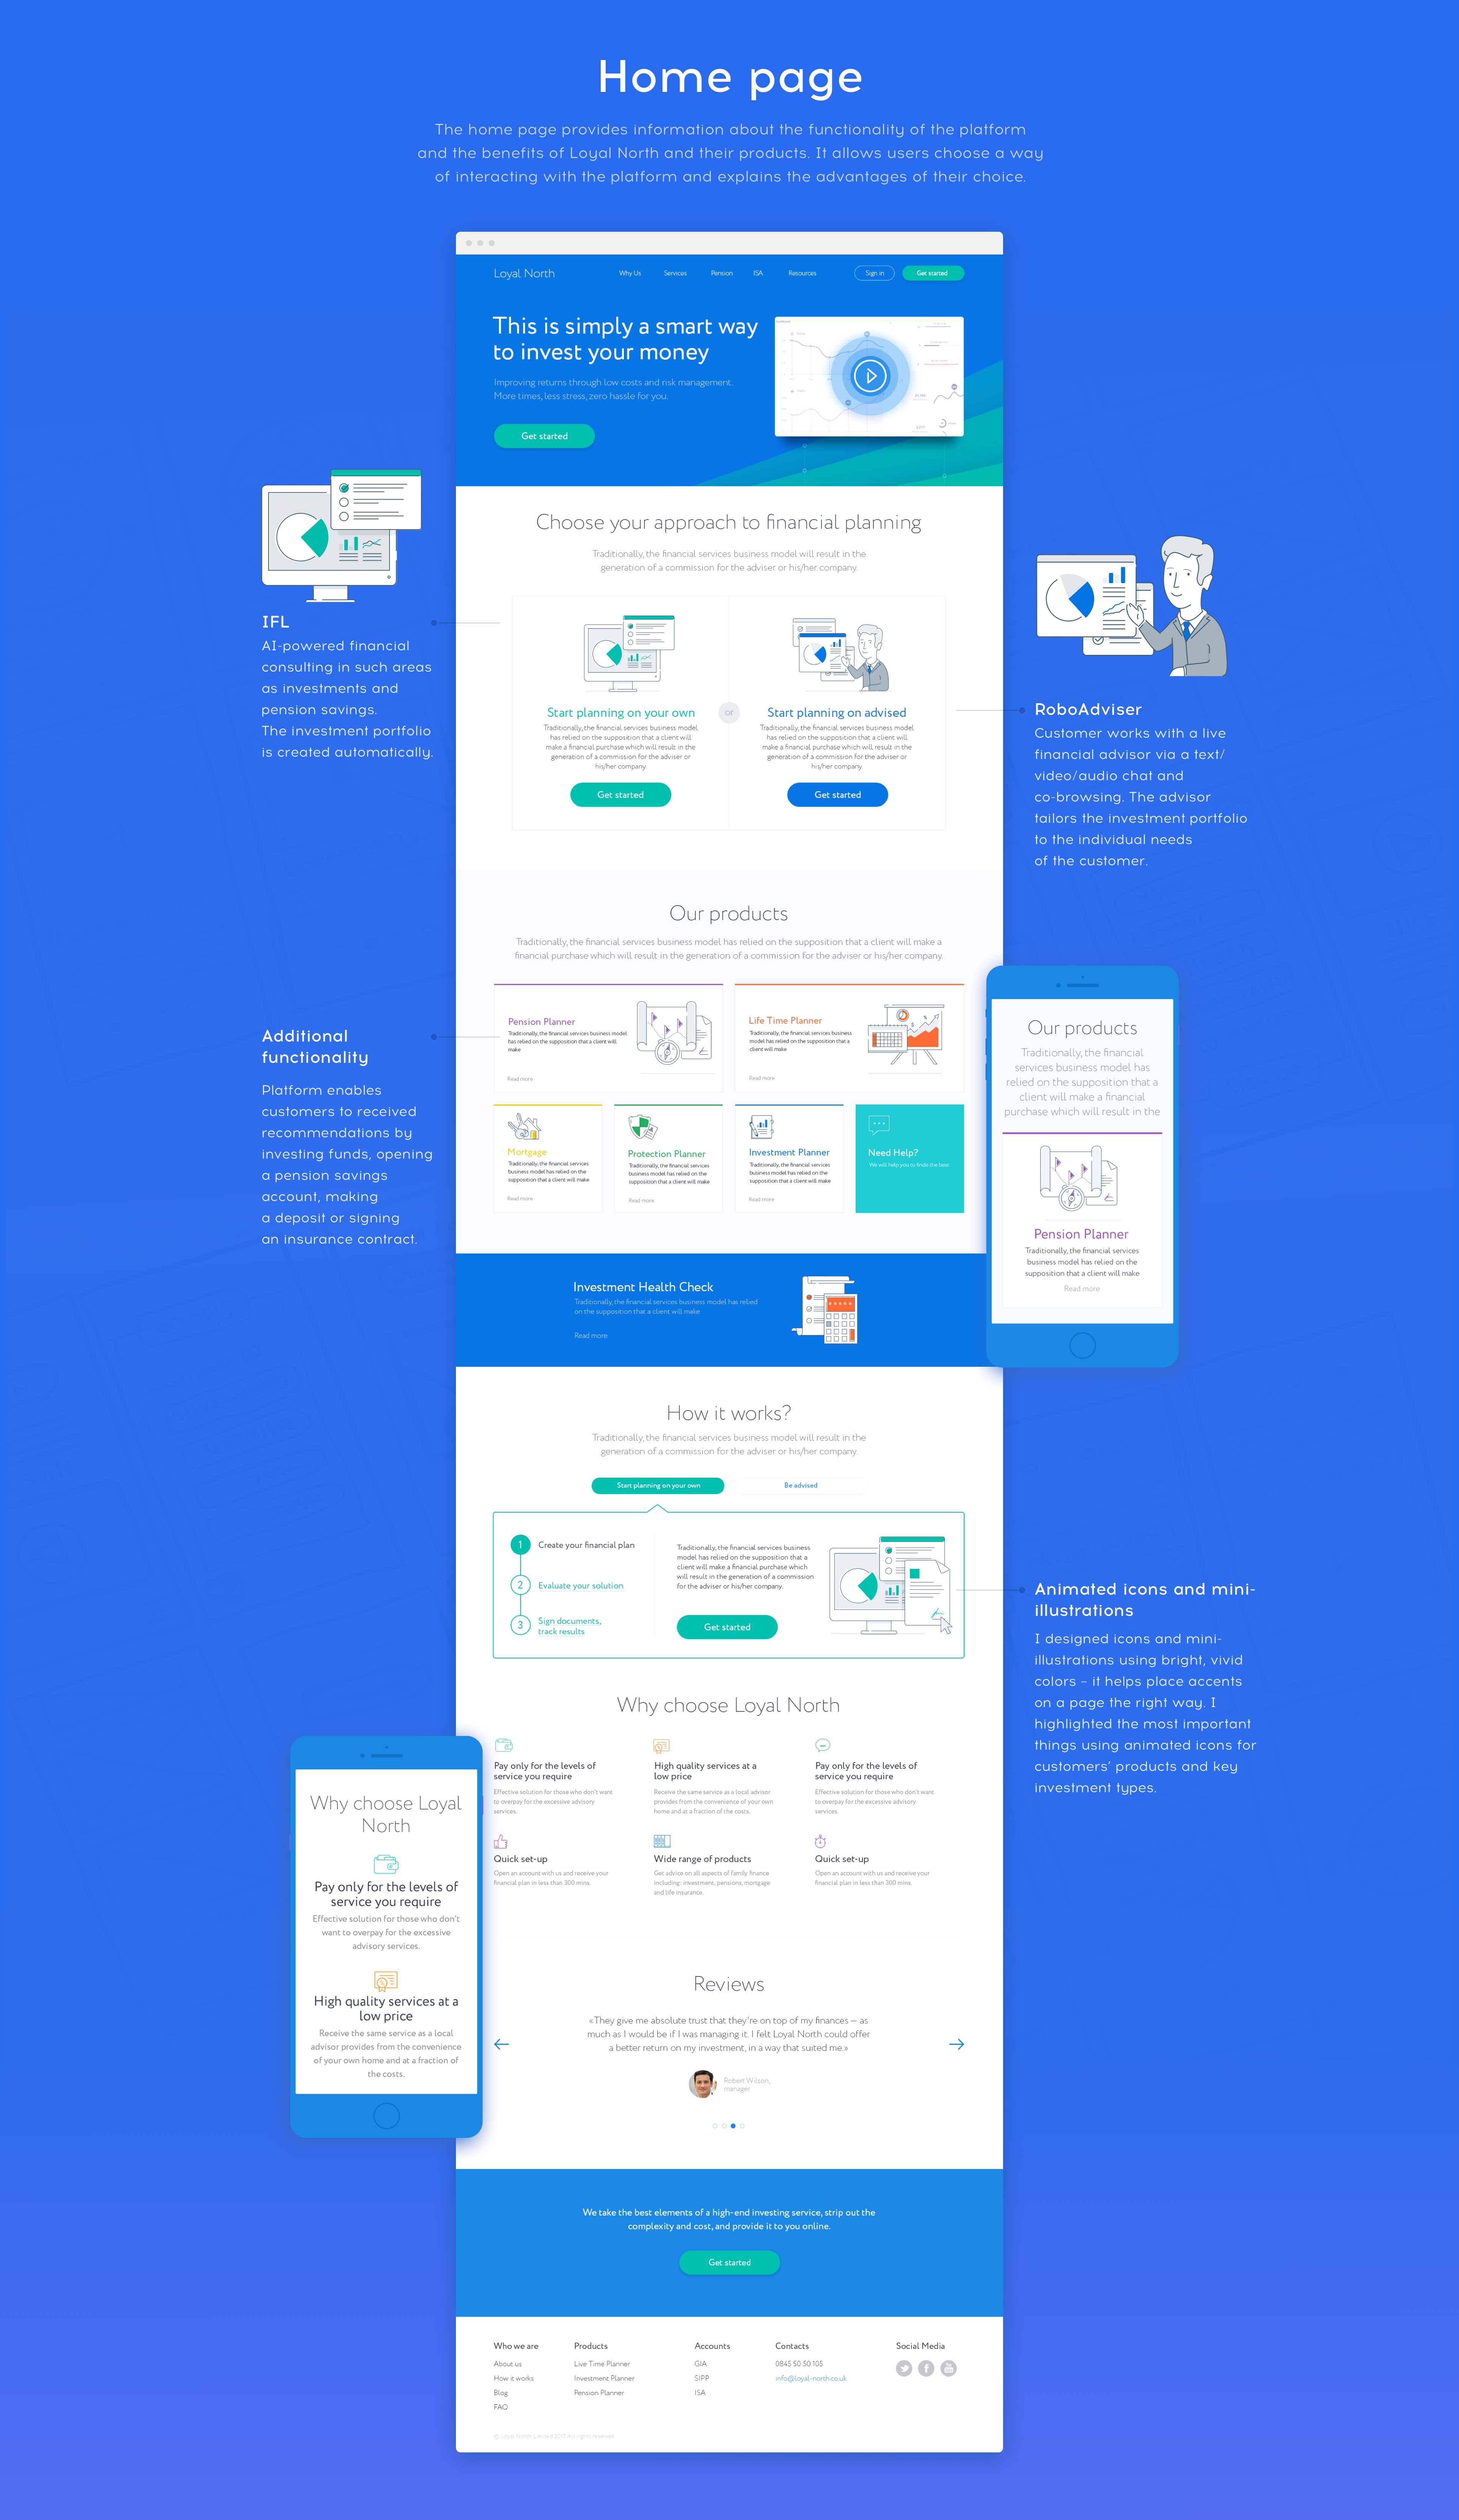 Home page
The home page provides information about the functionality of the platform
and the benefits of Loyal North and their products. It allows users choose a way
of interacting with the platform and explains the advantages of their choice.
Loyal North
Why Us
Services
Pension
ISA
Resources
Sign in
Get started
This is simply a smart way
to invest your money
Improving returns through low costs and risk management.
More times, less stress, zero hassle for you.
Get started
Choose your approach to financial planning
Traditionally, the financial services business model will result in the
generation of a commission for the adviser or his/her company.
IFL
AI-powered financial
consulting in such areas
as investments and
pension savings.
The investment portfolio
is created automatically.
Start planning on your own
Traditionally, the financial services business model
has relied on the supposition that a client will
make a financial purchase which will result in the
generation of a commission for the adviser or
his/her company.
Get started
or
Start planning on advised
Traditionally, the financial services business model
has relied on the supposition that a client will
make a financial purchase which will result in the
generation of a commission for the adviser or
his/her company.
Get started
RoboAdviser
Customer works with a live
financial advisor via a text/
video/audio chat and
co-browsing. The advisor
tailors the investment portfolio
to the individual needs
of the customer.
Our products
Traditionally, the financial services business model has relied on the supposition that a client will make a
financial purchase which will result in the generation of a commission for the adviser or his/her company.
Additional
functionality
Platform enables
customers to received
recommendations by
investing funds, opening
a pension savings
account, making
a deposit or signing
an insurance contract.
Pension Planner
Traditionally, the financial services business model
has relied on the supposition that a client will
make
Read more
Life Time Planner
Traditionally, the financial services business
model has relied on the supposition that a
client will make
Read more
Mortgage
Traditionally, the financial services
business model has relied on the
supposition that a client will make
Read more
Protection Planner
Traditionally, the financial services
business model has relied on the
supposition that a client will make
Read more
Investment Planner
Traditionally, the financial services
business model has relied on the
supposition that a client will make
Read more
Need Help?
We will help you to finde the best
Our products
Traditionally, the financial
services business model has
relied on the supposition that a
client will make a financial
purchase which will result in the
Pension Planner
Traditionally, the financial services
business model has relied on the
supposition that a client will make
Read more
Investment Health Check
Traditionally, the financial services business model has relied
on the supposition that a client will make
Read more
How it works?
Traditionally, the financial services business model will result in the
generation of a commission for the adviser or his/her company.
Start planning on your own
Be advised
1
Create your financial plan
2
Evaluate your solution
3
Sign documents,
track results
Traditionally, the financial services business
model has relied on the supposition that a
client will make a financial purchase which
will result in the generation of a commission
for the adviser or his/her company.
Get started
Animated icons and mini-
illustrations
I designed icons and mini-
illustrations using bright, vivid
colors – it helps place accents
on a page the right way. I
highlighted the most important
things using animated icons for
customers' products and key
investment types.
Why choose Loyal North
Pay only for the levels of
service you require
Effective solution for those who don't want
to overpay for the excessive advisory
services.
High quality services at a
low price
Receive the same service as a local advisor
provides from the convenience of your own
home and at a fraction of the costs.
Pay only for the levels of
service you require
Effective solution for those who don't want
to overpay for the excessive advisory
services.
Quick set-up
Open an account with us and receive your
financial plan in less than 300 mins.
Wide range of products
Get advice on all aspects of family finance
including: investment, pensions, mortgage
and life insurance.
Quick set-up
Open an account with us and receive your
financial plan in less than 300 mins.
Why choose Loyal
North
Pay only for the levels of
service you require
Effective solution for those who don't
want to overpay for the excessive
advisory services.
High quality services at a
low price
Receive the same service as a local
advisor provides from the convenience
of your own home and at a fraction of
the costs.
Reviews
«They give me absolute trust that they're on top of my finances — as
much as I would be if I was managing it. I felt Loyal North could offer
a better return on my investment, in a way that suited me.»
Robert Wilson,
manager
We take the best elements of a high-end investing service, strip out the
complexity and cost, and provide it to you online.
Get started
Who we are
About us
How it works
Blog
FAQ
Products
Live Time Planner
Investment Planner
Pension Planner
Accounts
GIA
SIPP
ISA
Contacts
0845 50 50 105
info@loyal-north.co.uk
Social Media
© Loyal North Limited 2017. All rights reserved.